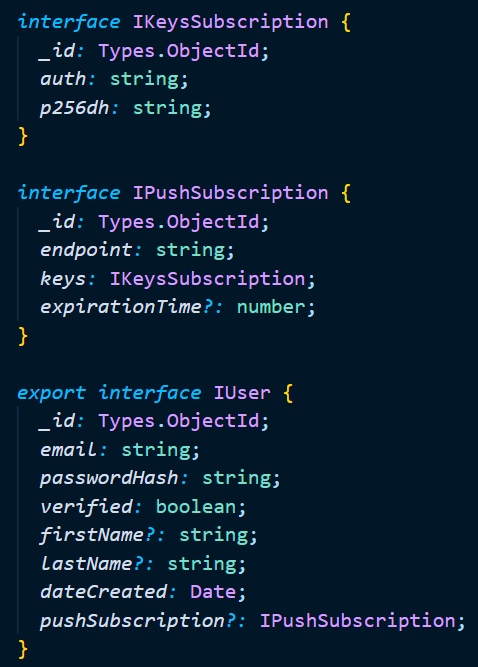 interface IKeysSubscription {
  _id: Types.ObjectId;
  auth: string;
  p256dh: string;
}

interface IPushSubscription {
  _id: Types.ObjectId;
  endpoint: string;
  keys: IKeysSubscription;
  expirationTime?: number;
}

export interface IUser {
  _id: Types.ObjectId;
  email: string;
  passwordHash: string;
  verified: boolean;
  firstName?: string;
  lastName?: string;
  dateCreated: Date;
  pushSubscription?: IPushSubscription;
}